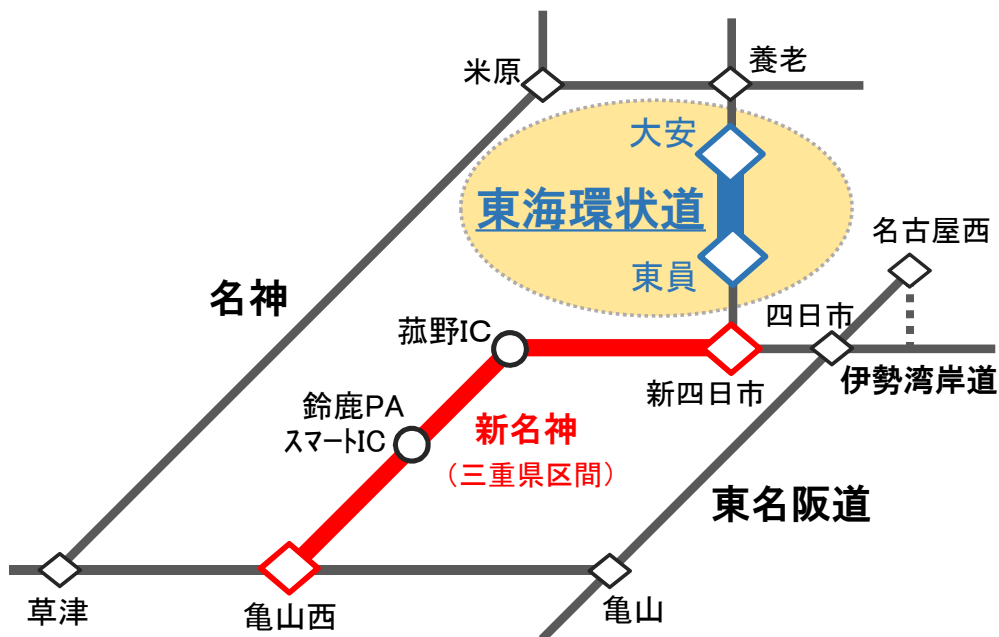 米原
養老
大安
東海環状道
東員
名古屋西
名神
四日市
菰野IC
伊勢湾岸道
新四日市
鈴鹿PA
ｽﾏｰﾄIC
新名神
（三重県区間）
東名阪道
草津
亀山西
亀山